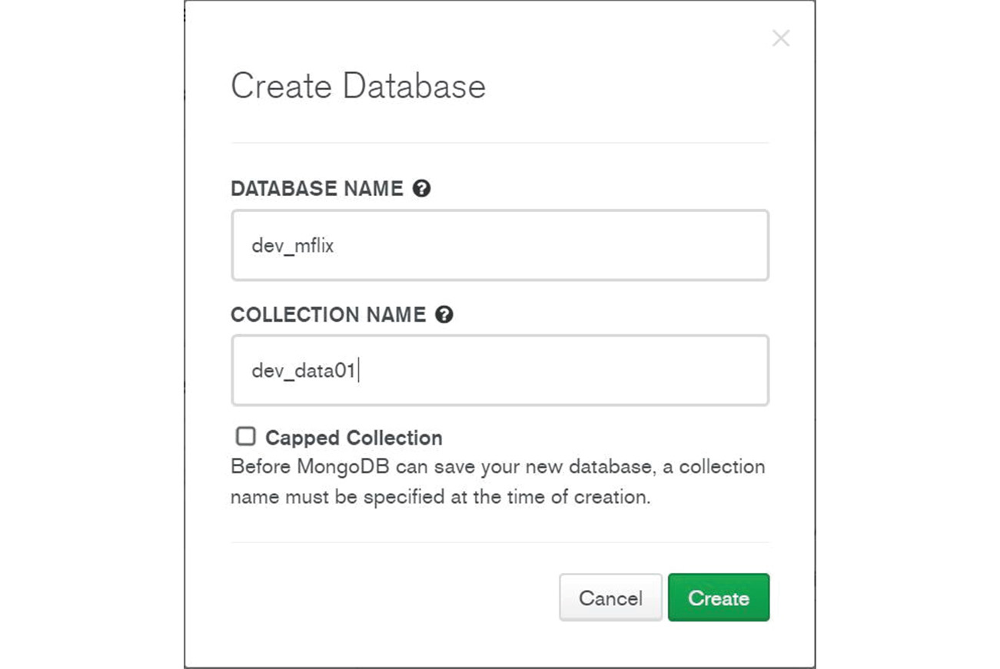 Create Database
DATABASE NAME
dev_mflix
COLLECTION NAME
dev_data01
Capped Collection
Before MongoDB can save your new database, a collection
name must be specified at the time of creation.
Cancel
Create